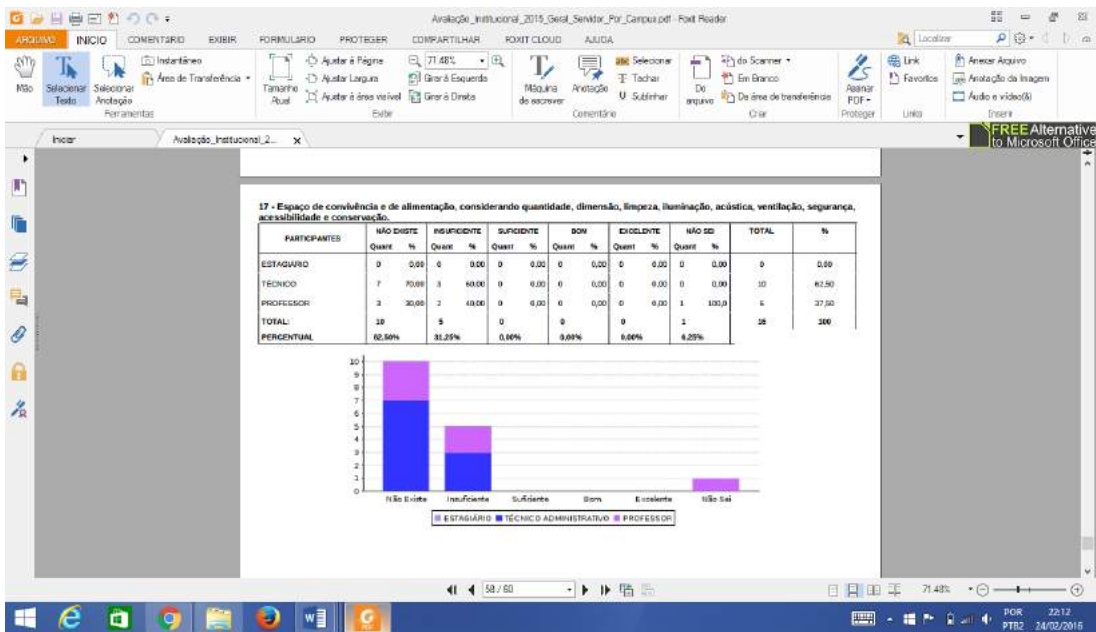 Avaliação_Institucional_2015_Geral_Servidor_Por_Campus.pdf - Foxit Reader
ARQUIVO INÍCIO COMENTÁRIO EXIBIR FORMULÁRIO PROTEGER COMPARTILHAR FOXIT CLOUD AJUDA Localizar
Mão
Selecionar Texto
Selecionar Anotação
Instantâneo
Área de Transferência
Ferramentas
Tamanho Atual
Ajustar à Página
Ajustar Largura
Ajustar à área visível
71.48%
Girar à Esquerda
Girar à Direita
Exibir
Máquina de escrever
Anotação
Selecionar
Tachar
Sublinhar
Comentário
Do arquivo
Do Scanner
Em Branco
Da área de transferência
Criar
Assinar PDF
Proteger
Link
Favoritos
Links
Anexar Arquivo
Anotação da Imagem
Áudio e vídeo(&)
Inserir
Iniciar
Avaliação_Institucional_2... x
FREE Alternative
to Microsoft Office
17 - Espaço de convivência e de alimentação, considerando quantidade, dimensão, limpeza, iluminação, acústica, ventilação, segurança,
acessibilidade e conservação.
PARTICIPANTES NÃO EXISTE INSUFICIENTE SUFICIENTE BOM EXCELENTE NÃO SEI TOTAL %
Quant % Quant % Quant % Quant % Quant % Quant %
ESTAGIÁRIO 0 0,00 0 0,00 0 0,00 0 0,00 0 0,00 0 0,00 0 0,00
TÉCNICO 7 70,00 3 60,00 0 0,00 0 0,00 0 0,00 0 0,00 10 62,50
PROFESSOR 3 30,00 2 40,00 0 0,00 0 0,00 0 0,00 1 100,0 6 37,50
TOTAL: 10 5 0 0 0 1 16 100
PERCENTUAL 62,50% 31,25% 0,00% 0,00% 0,00% 6,25%
10
9
8
7
6
5
4
3
2
1
0
Não Existe Insuficiente Suficiente Bom Excelente Não Sei
ESTAGIÁRIO TÉCNICO ADMINISTRATIVO PROFESSOR
58 / 60
71.48%
POR 22:12
PTB2 24/02/2016